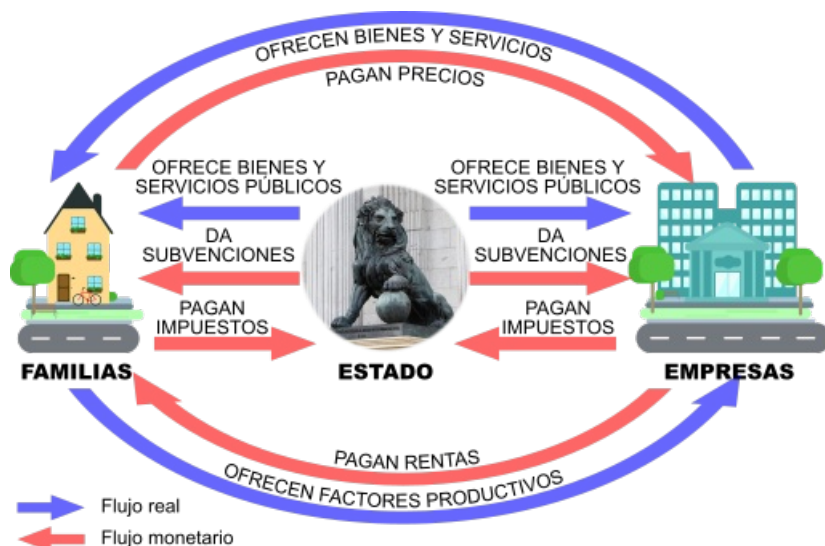 OFRECEN BIENES Y SERVICIOS
PAGAN PRECIOS
OFRECE BIENES Y
SERVICIOS PÚBLICOS
OFRECE BIENES Y
SERVICIOS PÚBLICOS
DA
SUBVENCIONES
DA
SUBVENCIONES
PAGAN
IMPUESTOS
PAGAN
IMPUESTOS
FAMILIAS
ESTADO
EMPRESAS
PAGAN RENTAS
OFRECEN FACTORES PRODUCTIVOS
Flujo real
Flujo monetario